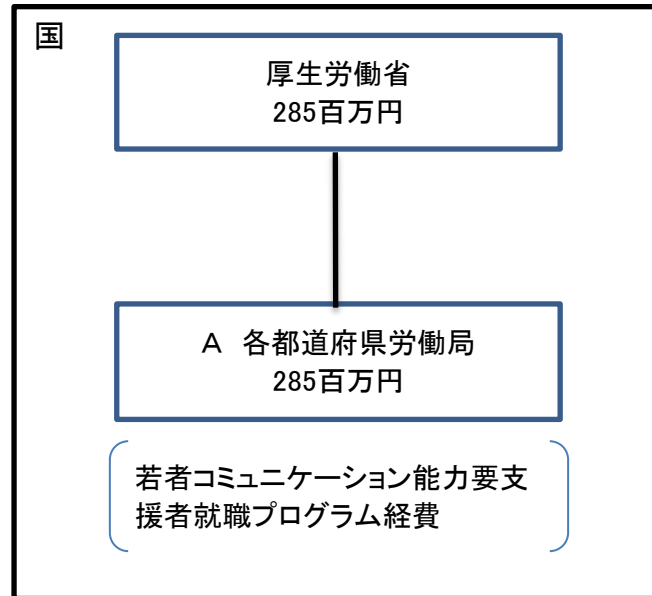 国
厚生労働省
285百万円
A 各都道府県労働局
285百万円
若者コミュニケーション能力要支
援者就職プログラム経費